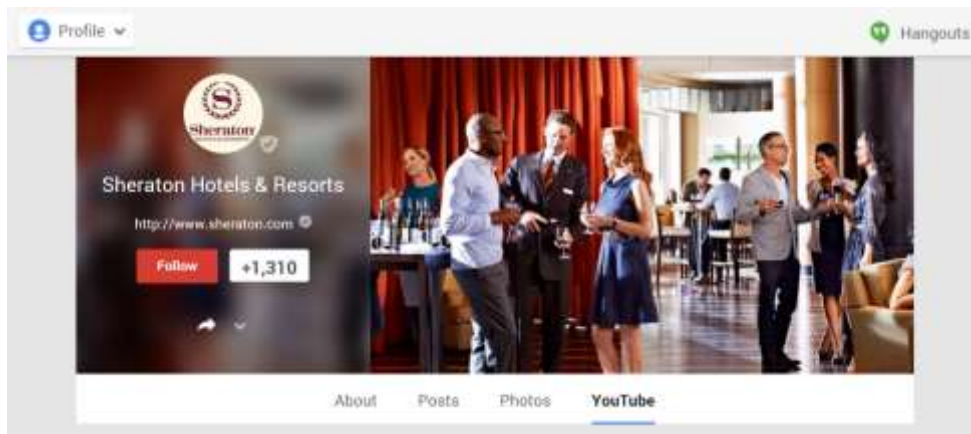 Profile
Hangouts
S
Sheraton
Sheraton Hotels & Resorts
http://www.sheraton.com
Follow
+1,310
About
Posts
Photos
YouTube